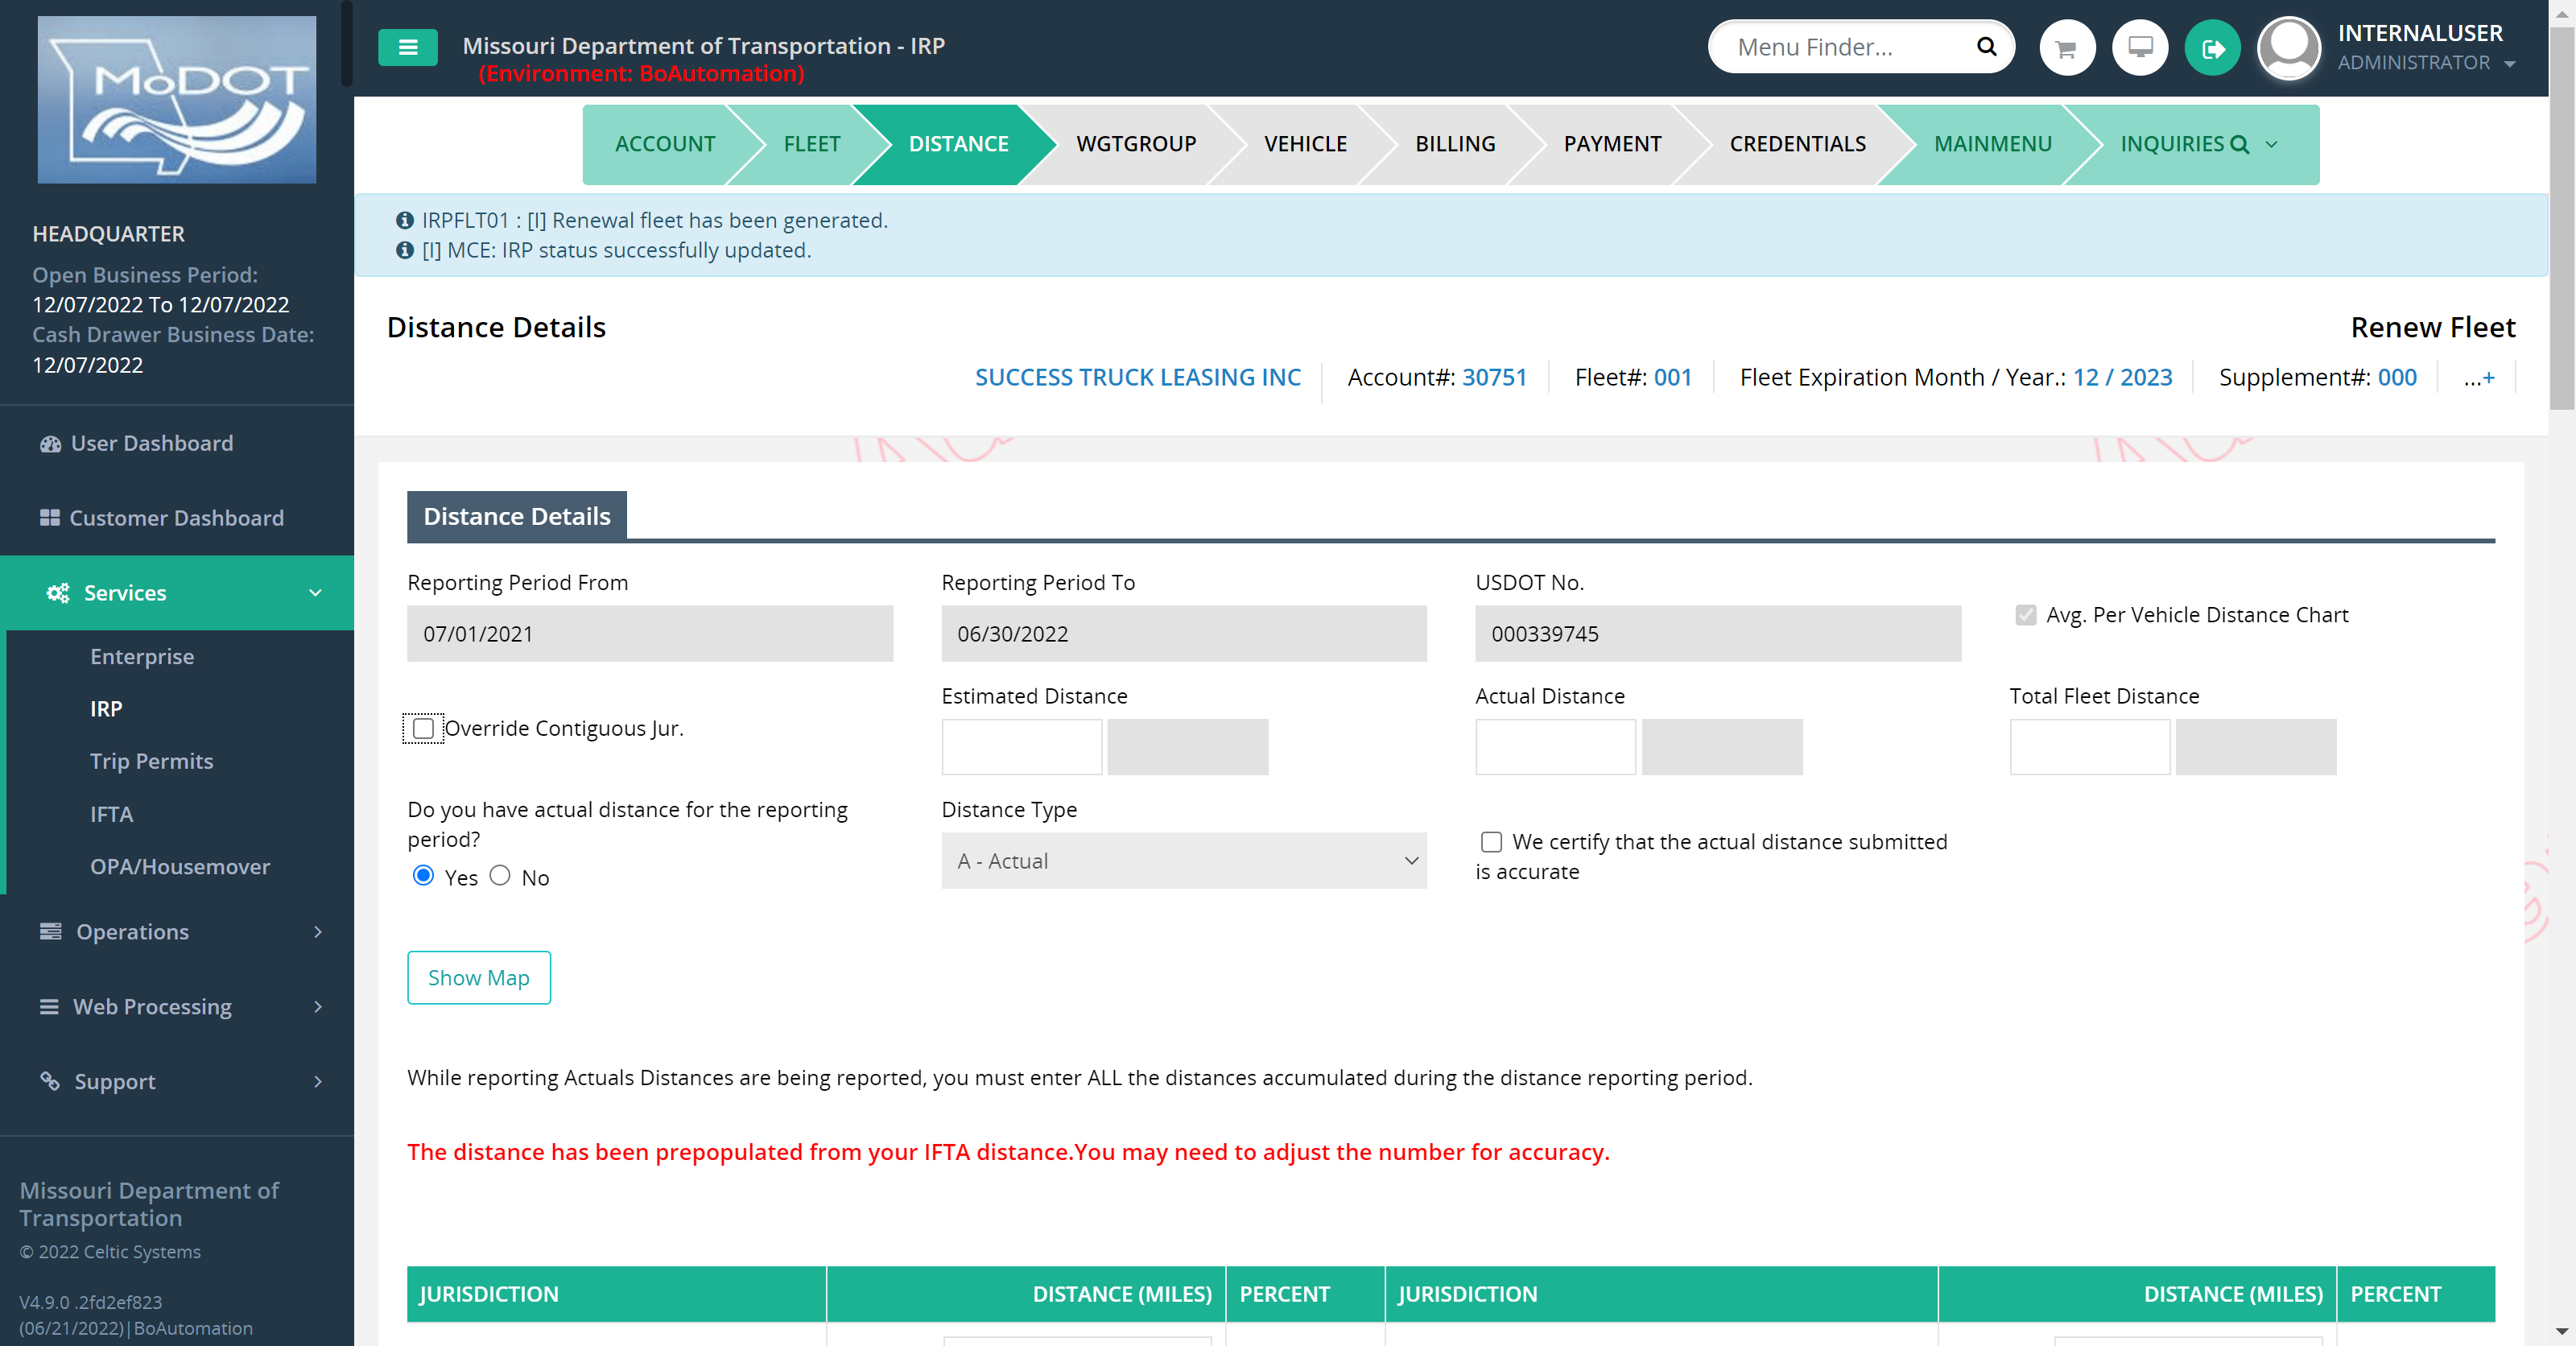 MoDOT
Missouri Department of Transportation - IRP
(Environment: BoAutomation)
Menu Finder...
INTERNALUSER
ADMINISTRATOR
ACCOUNT
FLEET
DISTANCE
WGTGROUP
VEHICLE
BILLING
PAYMENT
CREDENTIALS
MAINMENU
INQUIRIES
IRPFLT01 : [I] Renewal fleet has been generated.
[I] MCE: IRP status successfully updated.
HEADQUARTER
Open Business Period:
12/07/2022 To 12/07/2022
Cash Drawer Business Date:
12/07/2022
User Dashboard
Customer Dashboard
Services
Enterprise
IRP
Trip Permits
IFTA
OPA/Housemover
Operations
Web Processing
Support
Missouri Department of
Transportation
© 2022 Celtic Systems
V4.9.0 .2fd2ef823
(06/21/2022)|BoAutomation
Distance Details
Renew Fleet
SUCCESS TRUCK LEASING INC
Account#: 30751
Fleet#: 001
Fleet Expiration Month / Year.: 12 / 2023
Supplement#: 000
...+
Distance Details
Reporting Period From
07/01/2021
Reporting Period To
06/30/2022
USDOT No.
000339745
Avg. Per Vehicle Distance Chart
Override Contiguous Jur.
Estimated Distance
Actual Distance
Total Fleet Distance
Do you have actual distance for the reporting
period?
Yes
No
Distance Type
A - Actual
We certify that the actual distance submitted
is accurate
Show Map
While reporting Actuals Distances are being reported, you must enter ALL the distances accumulated during the distance reporting period.
The distance has been prepopulated from your IFTA distance.You may need to adjust the number for accuracy.
JURISDICTION
DISTANCE (MILES)
PERCENT
JURISDICTION
DISTANCE (MILES)
PERCENT